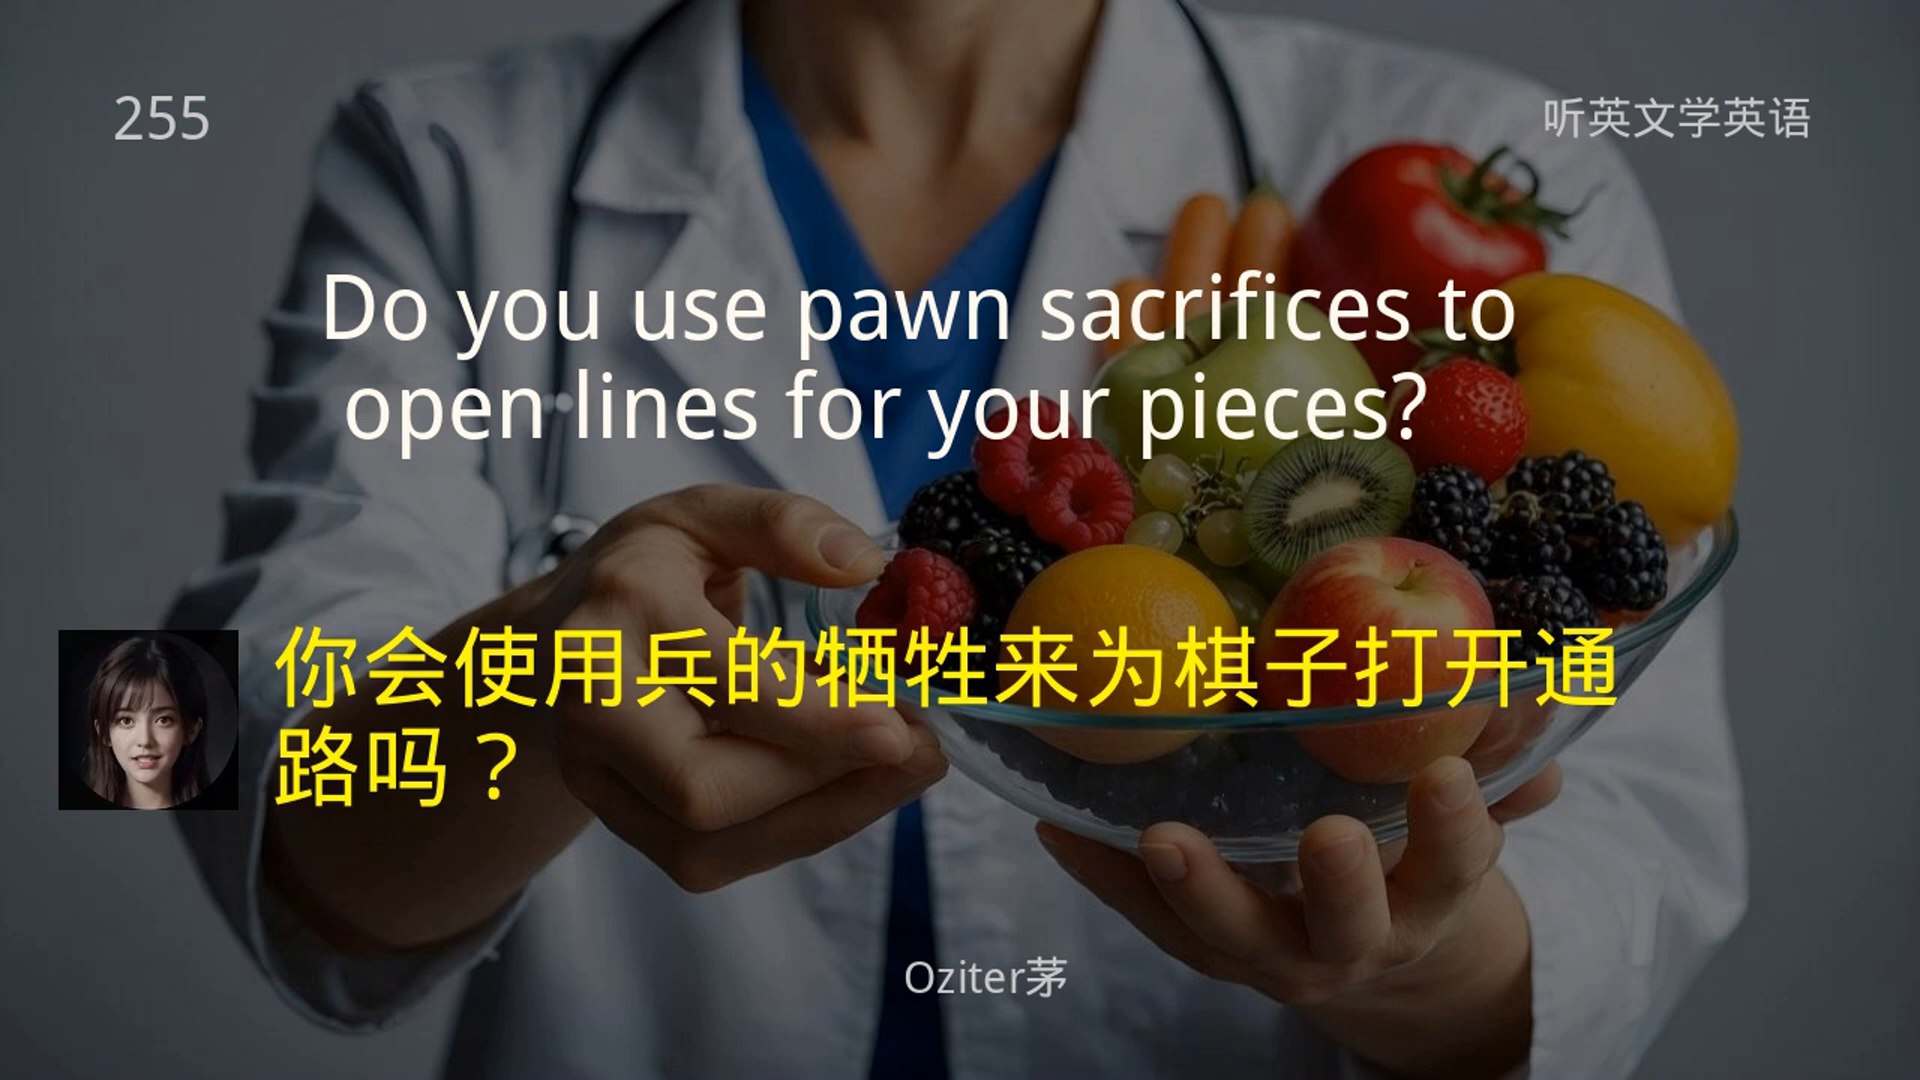 255
听英文学英语
Do you use pawn sacrifices to
open lines for your pieces?
你会使用兵的牺牲来为棋子打开通
路吗？
Oziter茅